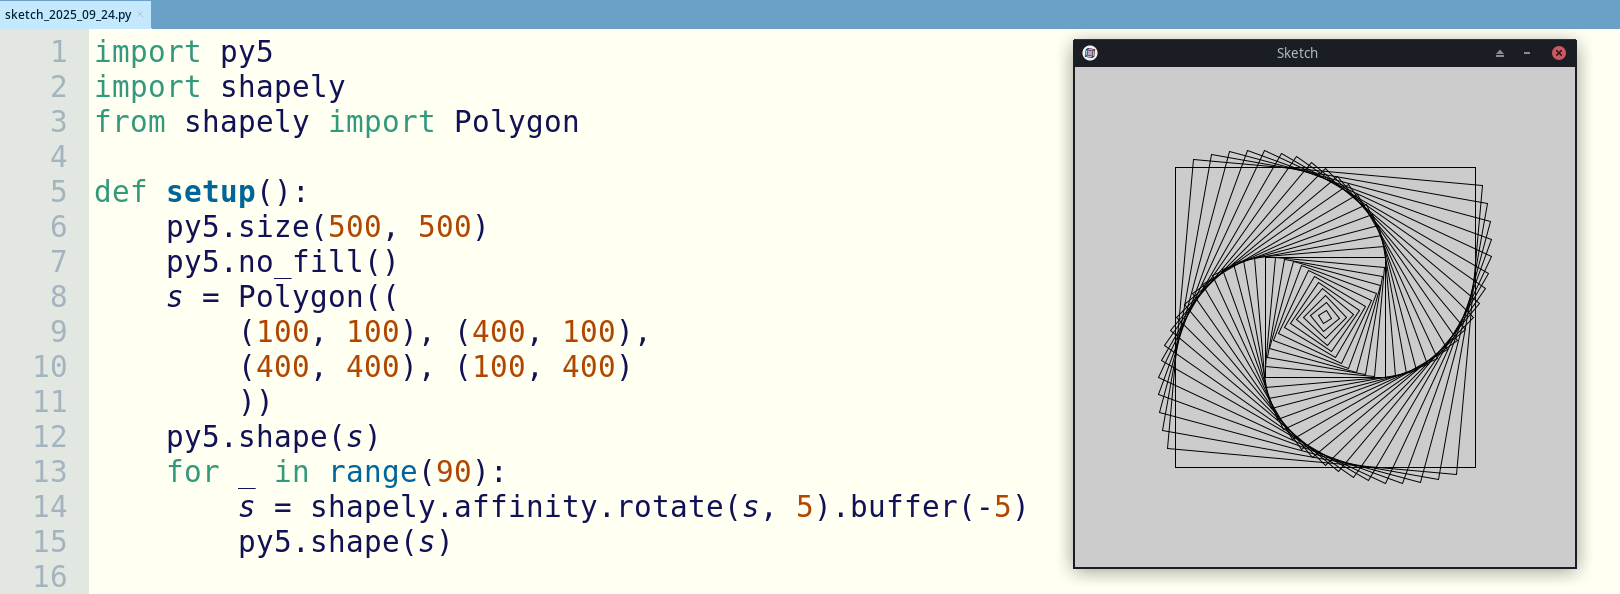 sketch_2025_09_24.py ×
1 import py5
2 import shapely
3 from shapely import Polygon
4
5 def setup():
6     py5.size(500, 500)
7     py5.no_fill()
8     s = Polygon((
9         (100, 100), (400, 100),
10         (400, 400), (100, 400)
11         ))
12     py5.shape(s)
13     for _ in range(90):
14         s = shapely.affinity.rotate(s, 5).buffer(-5)
15         py5.shape(s)
16
Sketch